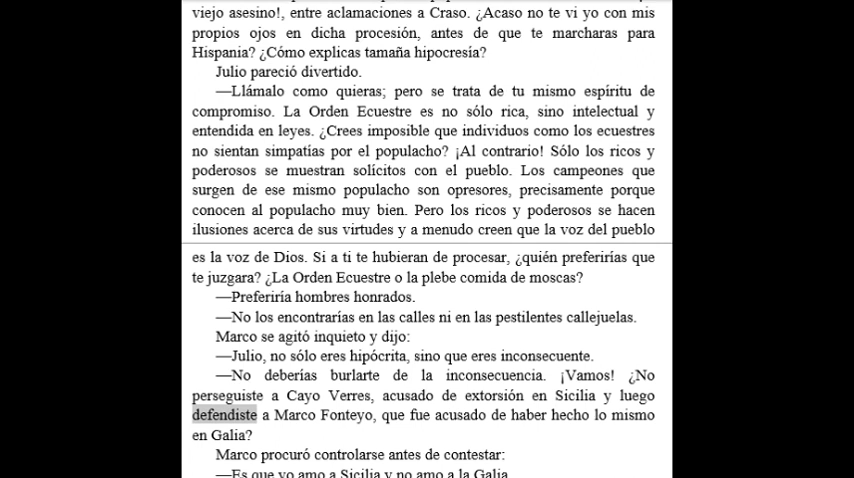 viejo asesino!, entre aclamaciones a Craso. ¿Acaso no te vi yo con mis
propios ojos en dicha procesión, antes de que te marcharas para
Hispania? ¿Cómo explicas tamaña hipocresía?
Julio pareció divertido.
—Llámalo como quieras; pero se trata de tu mismo espíritu de
compromiso. La Orden Ecuestre es no sólo rica, sino intelectual y
entendida en leyes. ¿Crees imposible que individuos como los ecuestres
no sientan simpatías por el populacho? ¡Al contrario! Sólo los ricos y
poderosos se muestran solícitos con el pueblo. Los campeones que
surgen de ese mismo populacho son opresores, precisamente porque
conocen al populacho muy bien. Pero los ricos y poderosos se hacen
ilusiones acerca de sus virtudes y a menudo creen que la voz del pueblo
es la voz de Dios. Si a ti te hubieran de procesar, ¿quién preferirías que
te juzgara? ¿La Orden Ecuestre o la plebe comida de moscas?
—Preferiría hombres honrados.
—No los encontrarías en las calles ni en las pestilentes callejuelas.
Marco se agitó inquieto y dijo:
—Julio, no sólo eres hipócrita, sino que eres inconsecuente.
—No deberías burlarte de la inconsecuencia. ¡Vamos! ¿No
perseguiste a Cayo Verres, acusado de extorsión en Sicilia y luego
defendiste a Marco Fonteyo, que fue acusado de haber hecho lo mismo
en Galia?
Marco procuró controlarse antes de contestar:
—Es que yo amo a Sicilia y no amo a la Galia